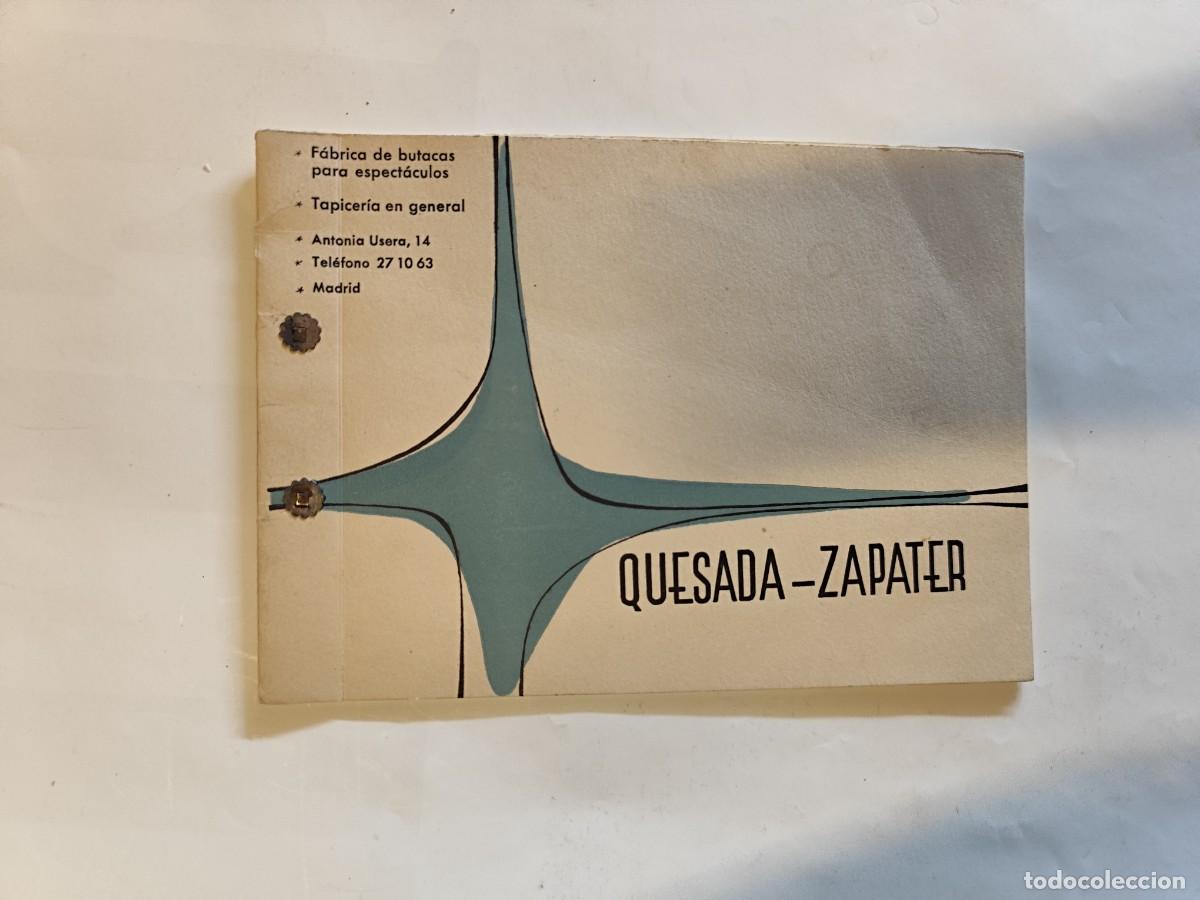 * Fábrica de butacas
para espectáculos
* Tapicería en general
* Antonia Usera, 14
* Teléfono 27 10 63
* Madrid
QUESADA – ZAPATER
todocoleccion